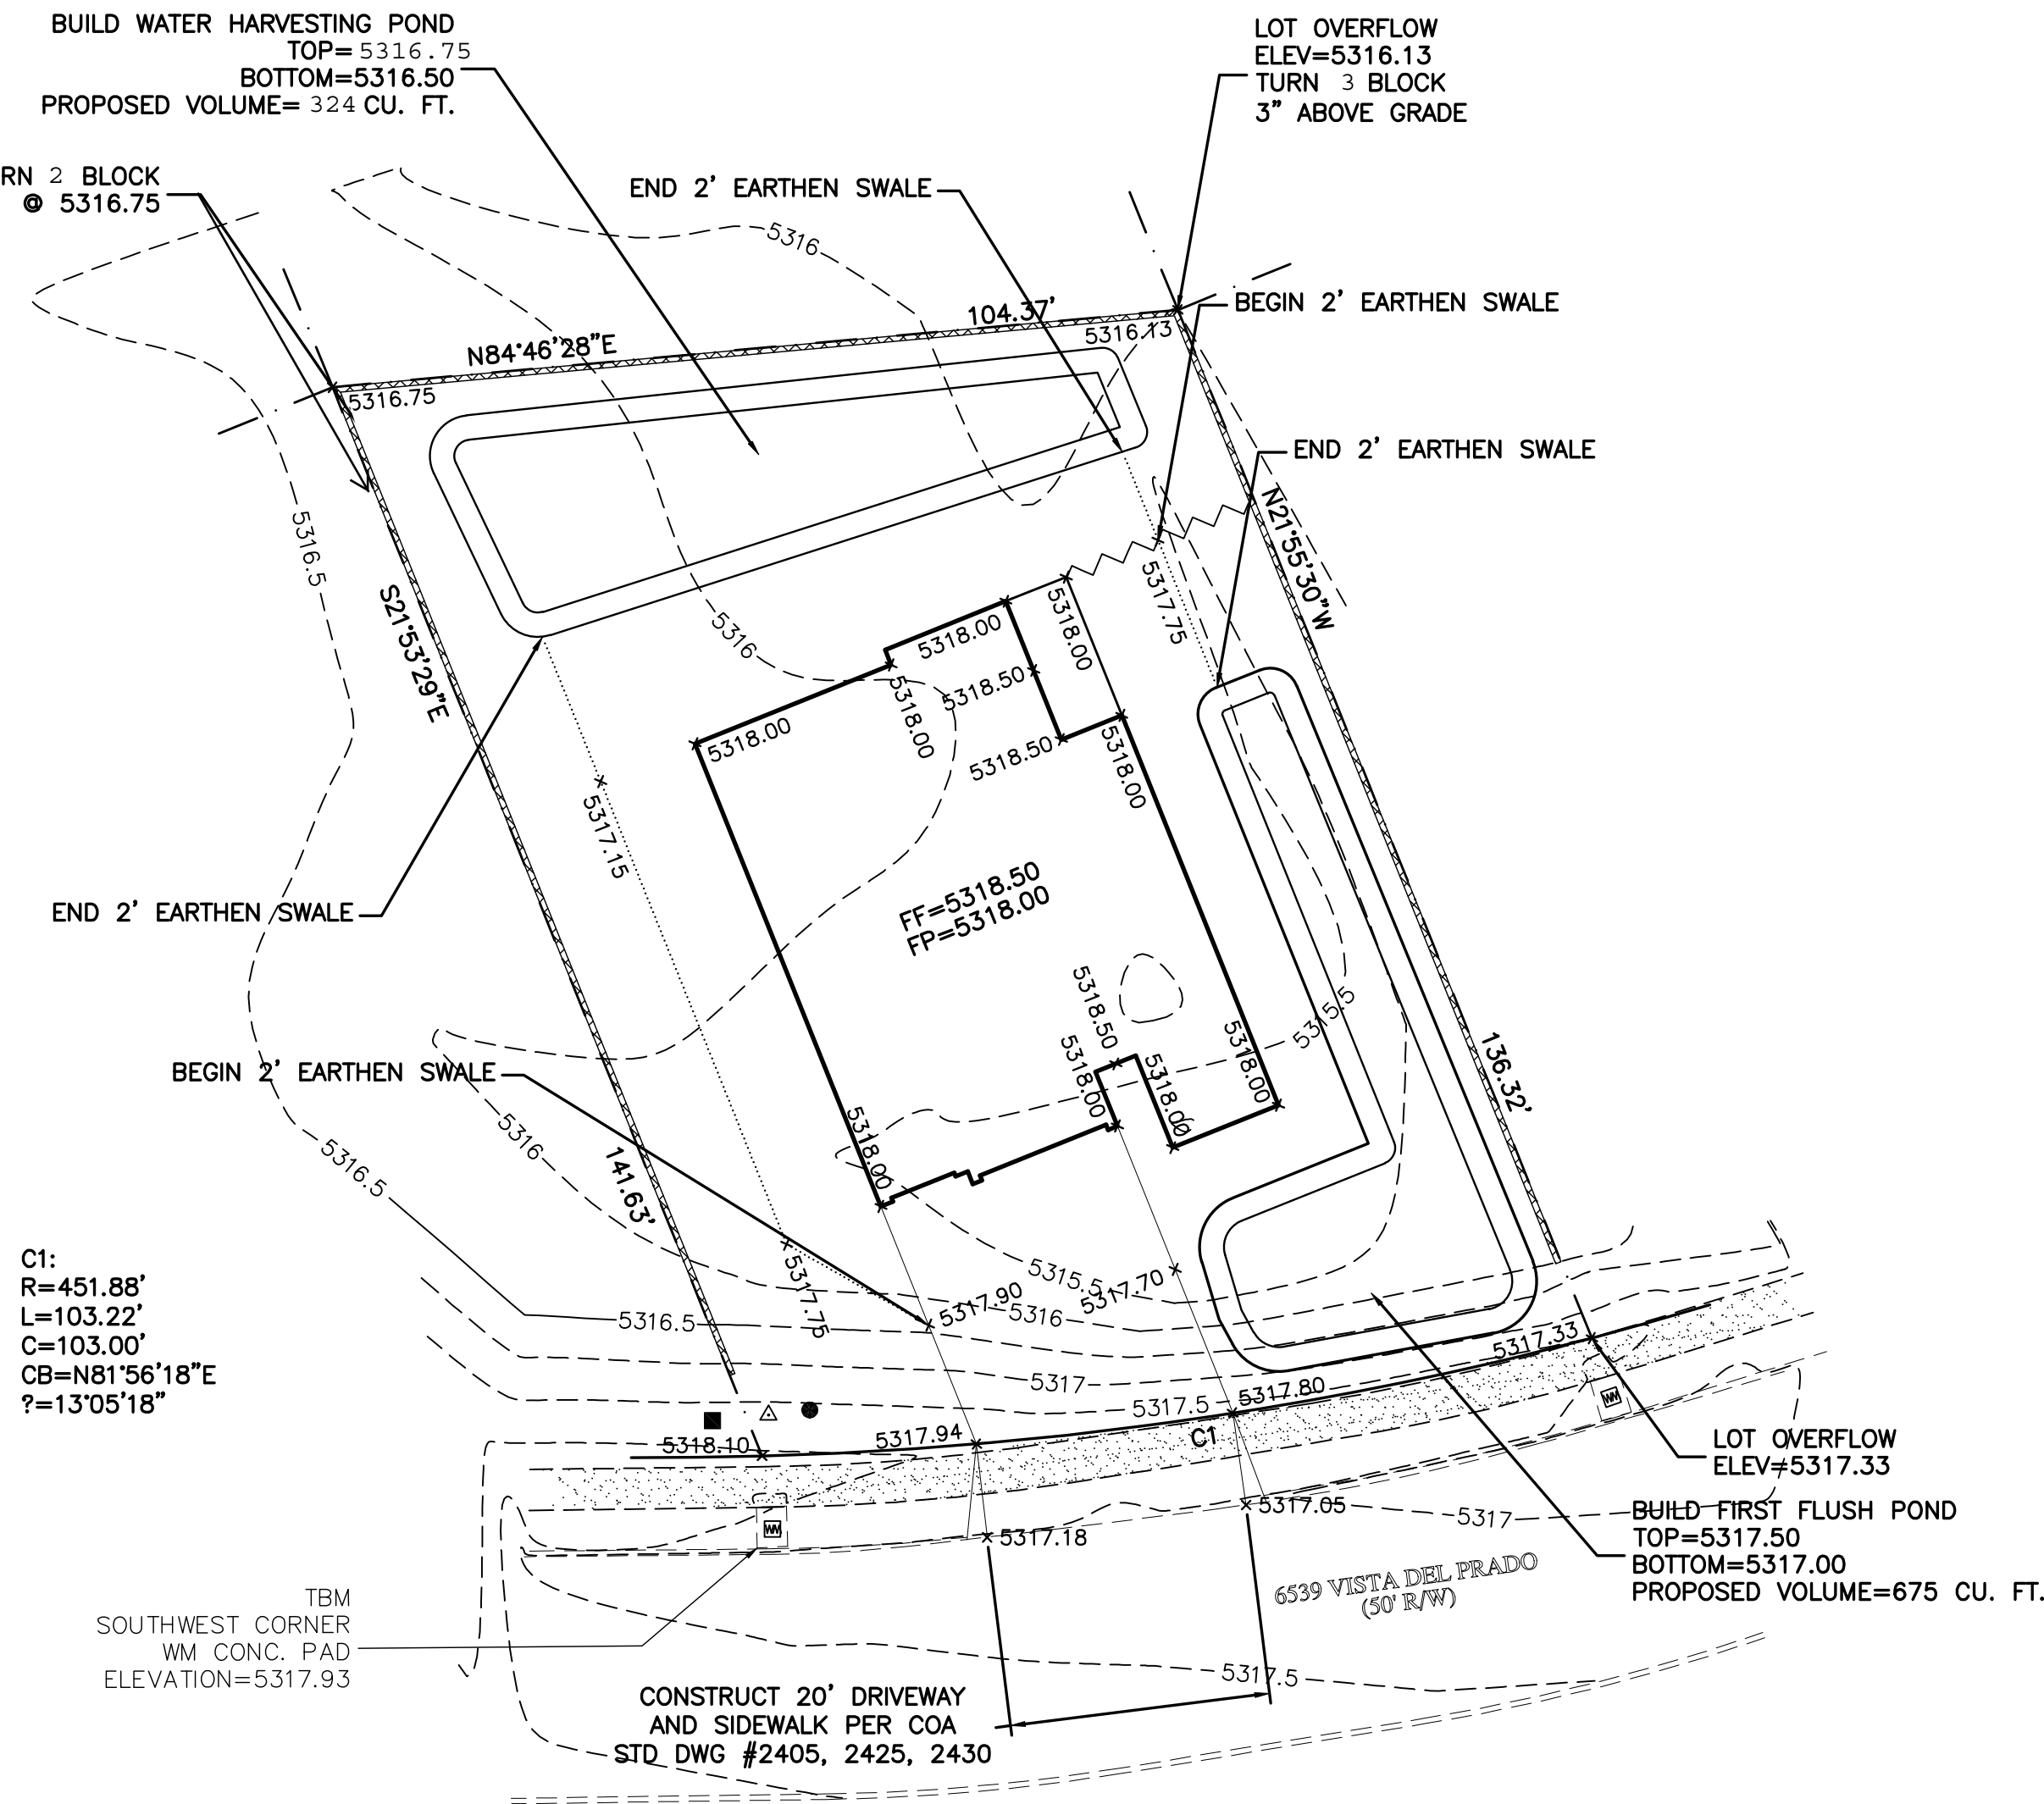 BUILD WATER HARVESTING POND
TOP= 5316.75
BOTTOM=5316.50
PROPOSED VOLUME= 324 CU. FT.
LOT OVERFLOW
ELEV=5316.13
TURN 3 BLOCK
3” ABOVE GRADE
RN 2 BLOCK
@ 5316.75
END 2' EARTHEN SWALE
5316
BEGIN 2' EARTHEN SWALE
104.37'
5316.13
N84°46'28”E
5316.75
END 2' EARTHEN SWALE
5316.5
N21°55'30”W
5317.75
S21°53'29”E
5316
5318.00
5318.00
5318.50
5318.00
5318.00
5318.50
5318.00
5317.15
FF=5318.50
FP=5318.00
END 2' EARTHEN SWALE
5318.50
5315.5
5318.00
5318.00
5318.00
136.32'
BEGIN 2' EARTHEN SWALE
5316
5318.00
5316.5
141.63'
C1:
R=451.88'
L=103.22'
C=103.00'
CB=N81°56'18”E
?=13°05'18”
5317.75
5315.5
5317.70
5317.90
5316
5316.5
5317.33
5317
5317.80
5317.5
5317.94
C1
5318.10
WM
LOT OVERFLOW
ELEV=5317.33
WM
5317.05
5317
5317.18
BUILD FIRST FLUSH POND
TOP=5317.50
BOTTOM=5317.00
PROPOSED VOLUME=675 CU. FT.
6539 VISTA DEL PRADO
(50' R/W)
TBM
SOUTHWEST CORNER
WM CONC. PAD
ELEVATION=5317.93
5317.5
CONSTRUCT 20' DRIVEWAY
AND SIDEWALK PER COA
STD DWG #2405, 2425, 2430